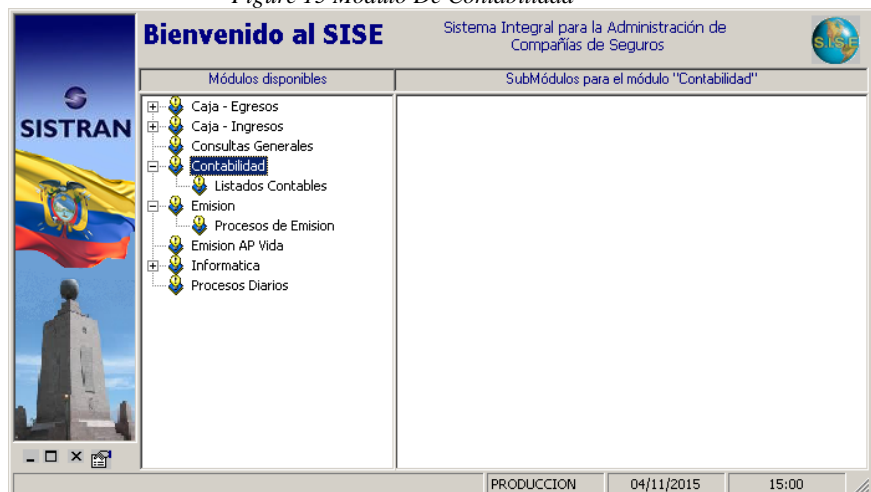 Figure 13 Modulo De Contabilidad
Bienvenido al SISE
Sistema Integral para la Administración de
Compañías de Seguros
S.I.S.E
Módulos disponibles
SubMódulos para el módulo "Contabilidad"
SISTRAN
Caja - Egresos
Caja - Ingresos
Consultas Generales
Contabilidad
Listados Contables
Emision
Procesos de Emision
Emision AP Vida
Informatica
Procesos Diarios
PRODUCCION
04/11/2015
15:00